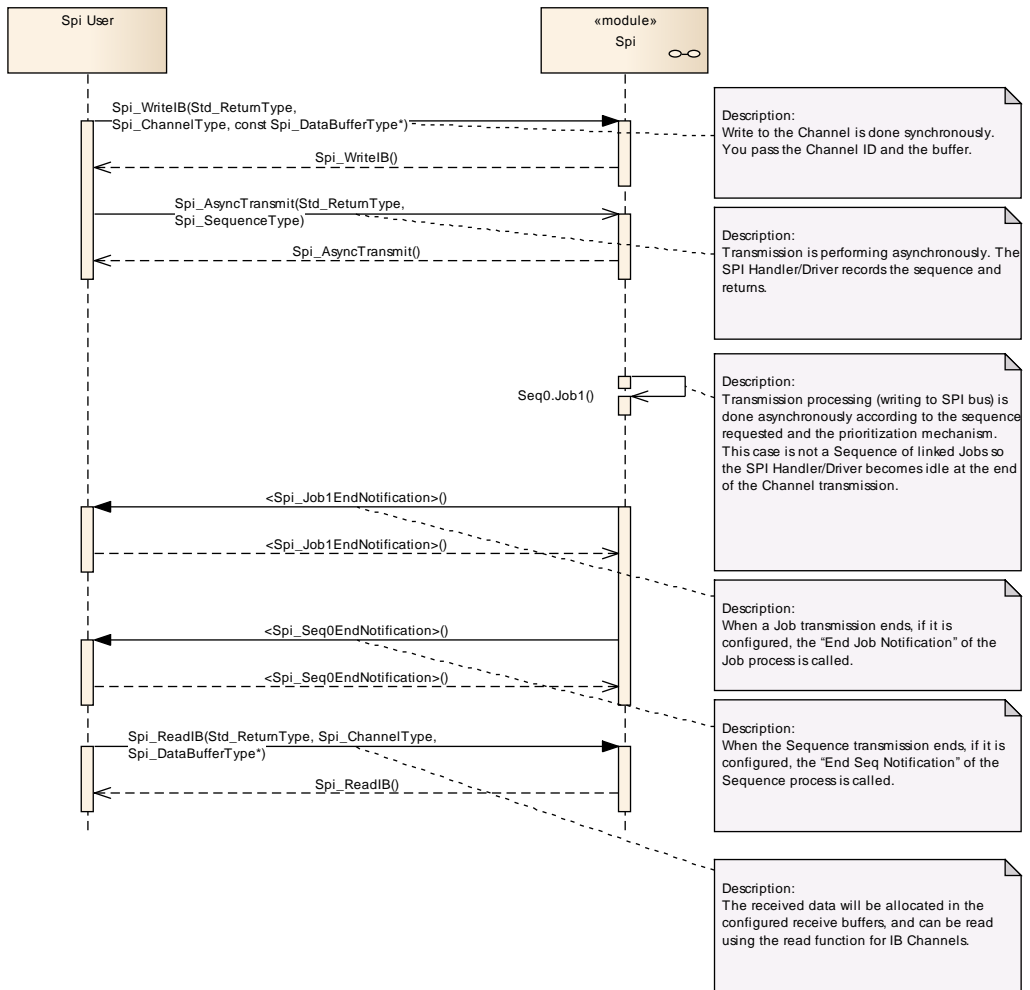 Spi User
«module»
Spi
Spi_WriteIB(Std_ReturnType,
Spi_ChannelType, const Spi_DataBufferType*)
Description:
Write to the Channel is done synchronously.
You pass the Channel ID and the buffer.
Spi_WriteIB()
Spi_AsyncTransmit(Std_ReturnType,
Spi_SequenceType)
Description:
Transmission is performing asynchronously. The
SPI Handler/Driver records the sequence and
returns.
Spi_AsyncTransmit()
Seq0.Job1()
Description:
Transmission processing (writing to SPI bus) is
done asynchronously according to the sequence
requested and the prioritization mechanism.
This case is not a Sequence of linked Jobs so
the SPI Handler/Driver becomes idle at the end
of the Channel transmission.
<Spi_Job1EndNotification>()
<Spi_Job1EndNotification>()
Description:
When a Job transmission ends, if it is
configured, the “End Job Notification” of the
Job process is called.
<Spi_Seq0EndNotification>()
<Spi_Seq0EndNotification>()
Description:
When the Sequence transmission ends, if it is
configured, the “End Seq Notification” of the
Sequence process is called.
Spi_ReadIB(Std_ReturnType, Spi_ChannelType,
Spi_DataBufferType*)
Spi_ReadIB()
Description:
The received data will be allocated in the
configured receive buffers, and can be read
using the read function for IB Channels.